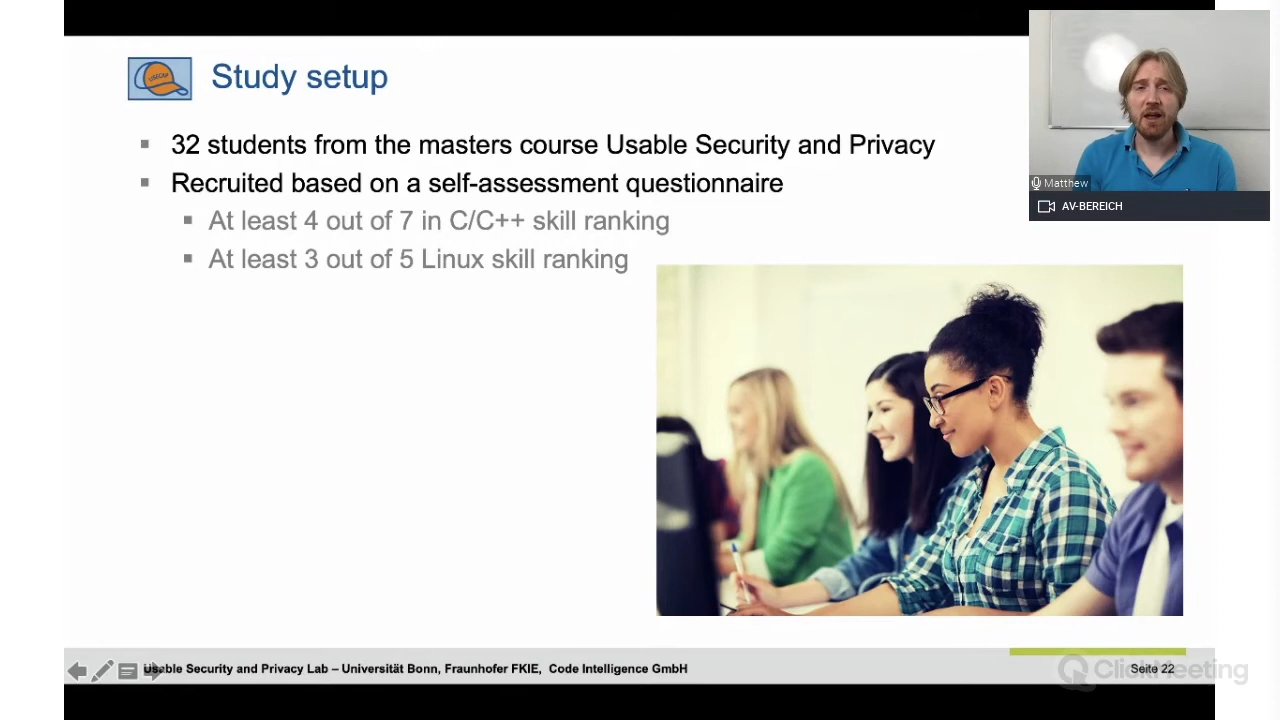 USECAP
Study setup
32 students from the masters course Usable Security and Privacy
Recruited based on a self-assessment questionnaire
At least 4 out of 7 in C/C++ skill ranking
At least 3 out of 5 Linux skill ranking
Matthew
AV-BEREICH
Usable Security and Privacy Lab – Universität Bonn, Fraunhofer FKIE, Code Intelligence GmbH
Seite 22
ClickMeeting